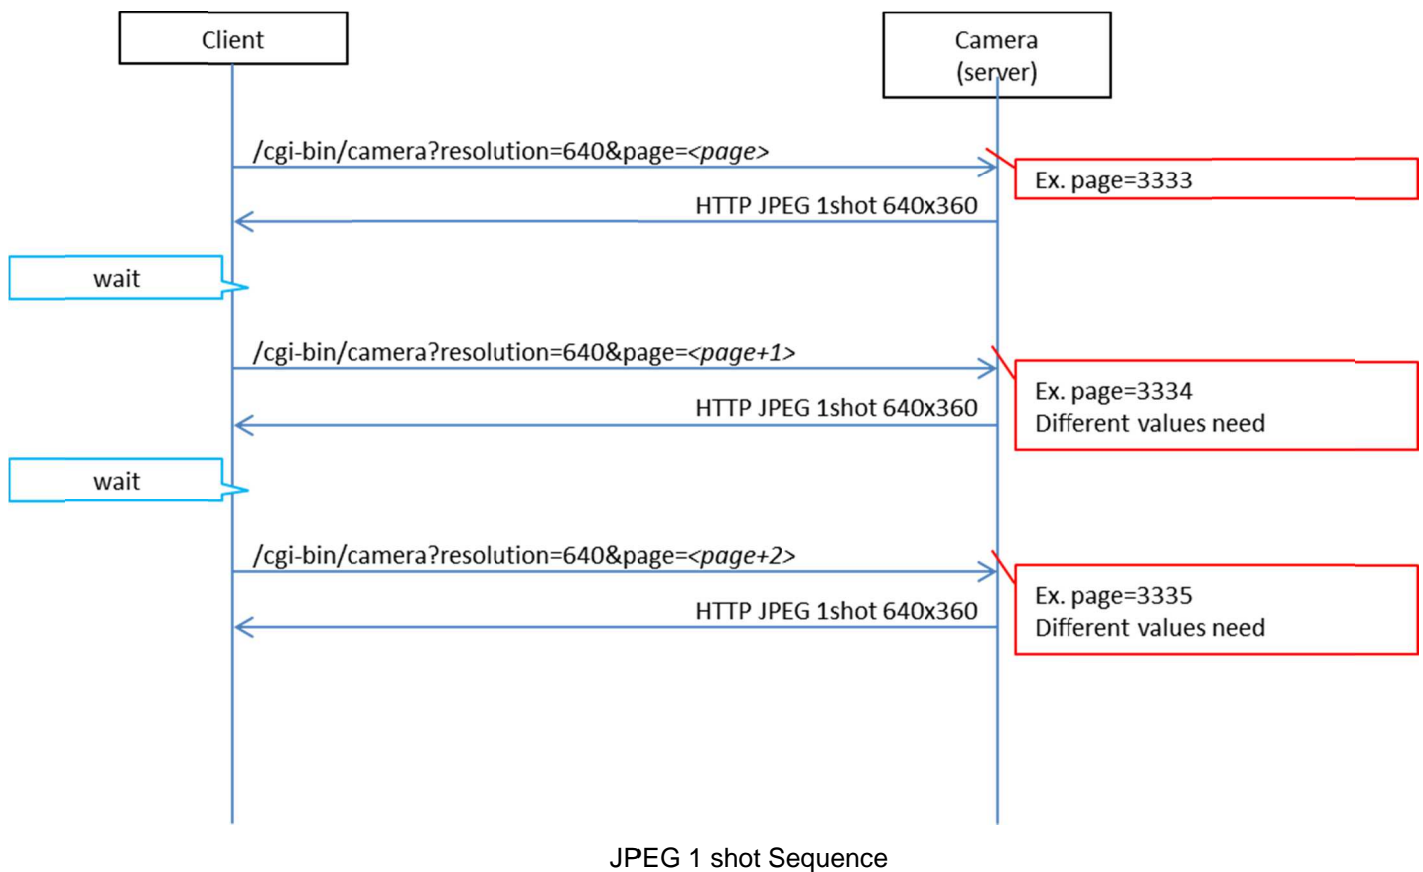 Client
Camera
(server)
/cgi-bin/camera?resolution=640&page=<page>
Ex. page=3333
HTTP JPEG 1shot 640x360
wait
/cgi-bin/camera?resolution=640&page=<page+1>
Ex. page=3334
Different values need
HTTP JPEG 1shot 640x360
wait
/cgi-bin/camera?resolution=640&page=<page+2>
Ex. page=3335
Different values need
HTTP JPEG 1shot 640x360
JPEG 1 shot Sequence